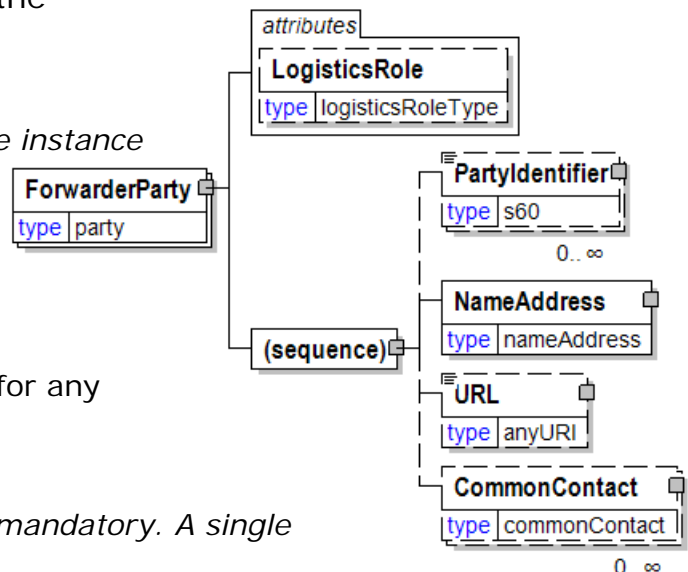 the
attributes
LogisticsRole
type logisticsRoleType
e instance
ForwarderParty
type party
PartyIdentifier
type s60
0.. ∞
NameAddress
type nameAddress
(sequence)
for any
URL
type anyURI
CommonContact
type commonContact
mandatory. A single
0.. ∞